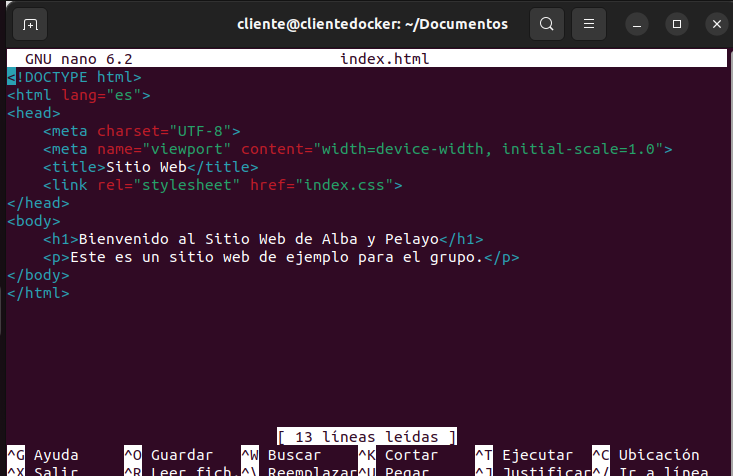 cliente@clientedocker: ~/Documentos
GNU nano 6.2 index.html
<!DOCTYPE html>
<html lang="es">
<head>
    <meta charset="UTF-8">
    <meta name="viewport" content="width=device-width, initial-scale=1.0">
    <title>Sitio Web</title>
    <link rel="stylesheet" href="index.css">
</head>
<body>
    <h1>Bienvenido al Sitio Web de Alba y Pelayo</h1>
    <p>Este es un sitio web de ejemplo para el grupo.</p>
</body>
</html>
[ 13 líneas leídas ]
^G Ayuda ^O Guardar ^W Buscar ^K Cortar ^T Ejecutar ^C Ubicación
^X Salir ^R Leer fich. ^\ Reemplazar ^U Pegar ^J Justificar ^/ Ir a línea